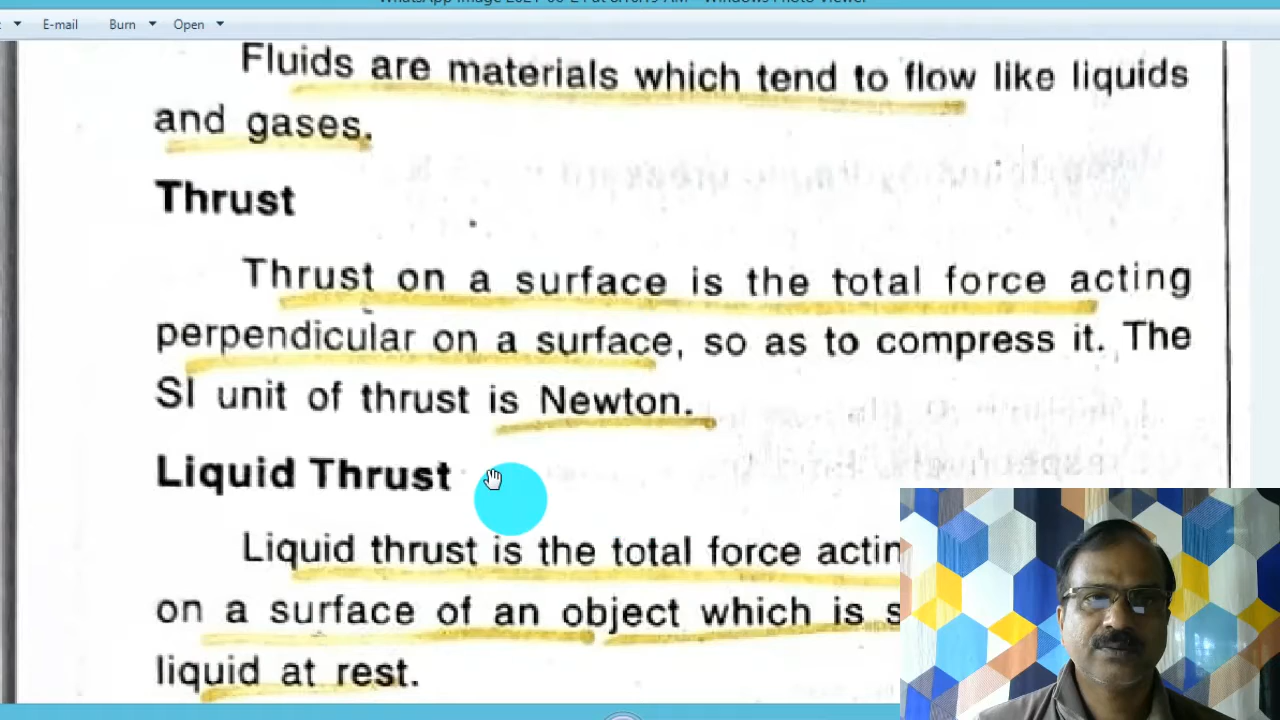 E-mail Burn Open
Fluids are materials which tend to flow like liquids
and gases.
Thrust
Thrust on a surface is the total force acting
perpendicular on a surface, so as to compress it. The
SI unit of thrust is Newton.
Liquid Thrust
Liquid thrust is the total force
on a surface of an object which is
liquid at rest.